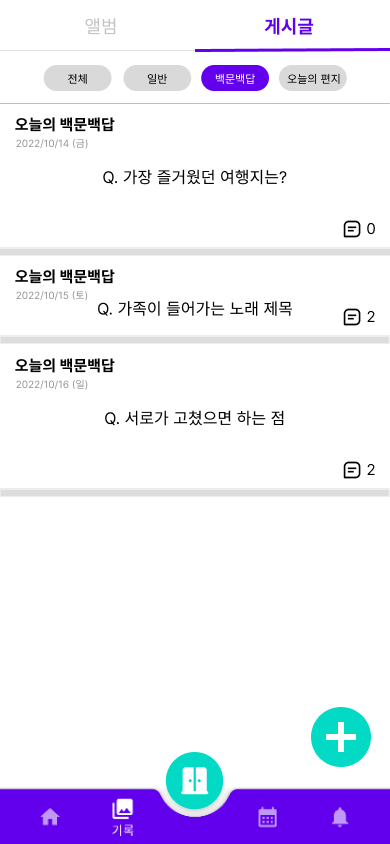 앨범 게시글
전체 일반 백문백답 오늘의 편지
오늘의 백문백답
2022/10/14 (금)
Q. 가장 즐거웠던 여행지는?
0
오늘의 백문백답
2022/10/15 (토)
Q. 가족이 들어가는 노래 제목
2
오늘의 백문백답
2022/10/16 (일)
Q. 서로가 고쳤으면 하는 점
2
기록